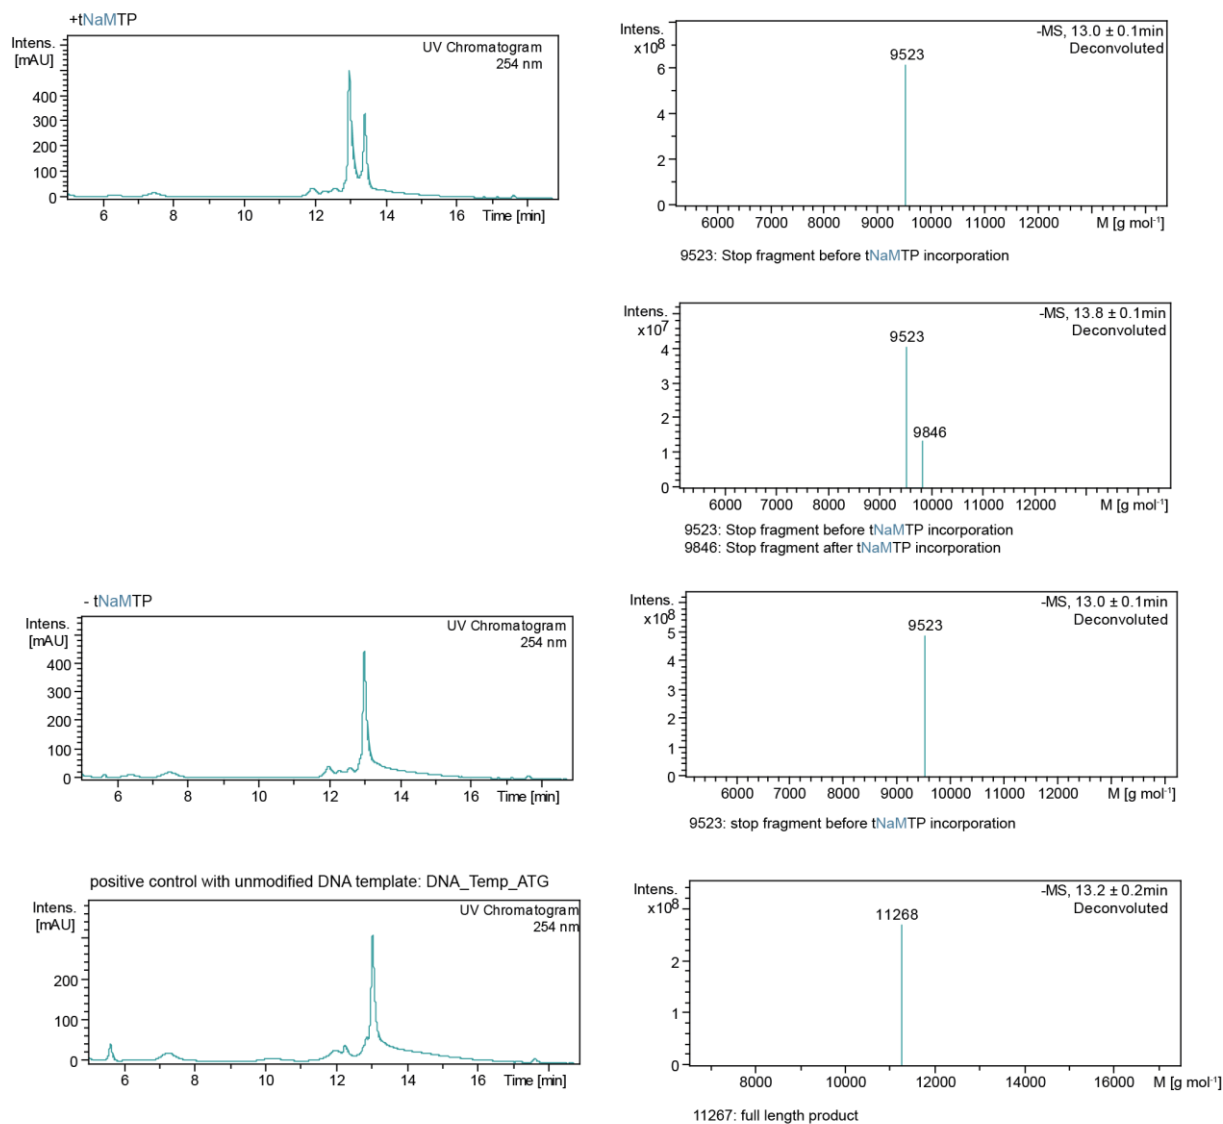 +tNaMTP
Intens.
[mAU]
UV Chromatogram
254 nm
400
300
200
100
0
6 8 10 12 14 16 Time [min]
Intens.
x10⁸
-MS, 13.0 ± 0.1min
Deconvoluted
9523
6
4
2
0
6000 7000 8000 9000 10000 11000 12000 M [g mol⁻¹]
9523: Stop fragment before tNaMTP incorporation
Intens.
x10⁷
-MS, 13.8 ± 0.1min
Deconvoluted
9523
9846
4
3
2
1
0
6000 7000 8000 9000 10000 11000 12000 M [g mol⁻¹]
9523: Stop fragment before tNaMTP incorporation
9846: Stop fragment after tNaMTP incorporation
- tNaMTP
Intens.
[mAU]
UV Chromatogram
254 nm
400
300
200
100
0
6 8 10 12 14 16 Time [min]
Intens.
x10⁸
-MS, 13.0 ± 0.1min
Deconvoluted
9523
5
4
3
2
1
0
6000 7000 8000 9000 10000 11000 12000 M [g mol⁻¹]
9523: stop fragment before tNaMTP incorporation
positive control with unmodified DNA template: DNA_Temp_ATG
Intens.
[mAU]
UV Chromatogram
254 nm
200
100
0
6 8 10 12 14 16 Time [min]
Intens.
x10⁸
-MS, 13.2 ± 0.2min
Deconvoluted
11268
2
1
0
8000 10000 12000 14000 16000 M [g mol⁻¹]
11267: full length product